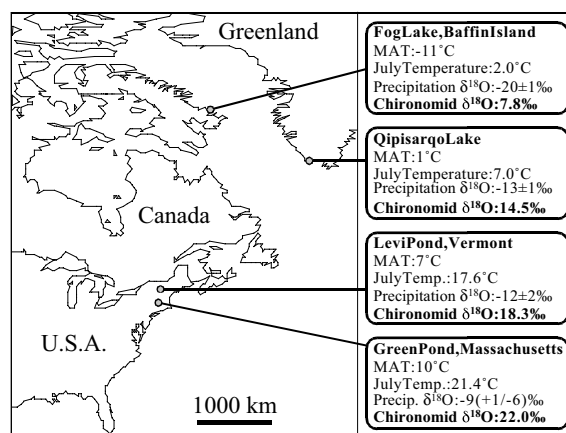 Greenland
Canada
U.S.A.
1000 km
FogLake,BaffinIsland
MAT:-11˚C
JulyTemperature:2.0˚C
Precipitation δ18O:-20±1‰
Chironomid δ18O:7.8‰
QipisarqoLake
MAT:1˚C
JulyTemperature:7.0˚C
Precipitation δ18O:-13±1‰
Chironomid δ18O:14.5‰
LeviPond,Vermont
MAT:7˚C
JulyTemp.:17.6˚C
Precipitation δ18O:-12±2‰
Chironomid δ18O:18.3‰
GreenPond,Massachusetts
MAT:10˚C
JulyTemp.:21.4˚C
Precip. δ18O:-9(+1/-6)‰
Chironomid δ18O:22.0‰